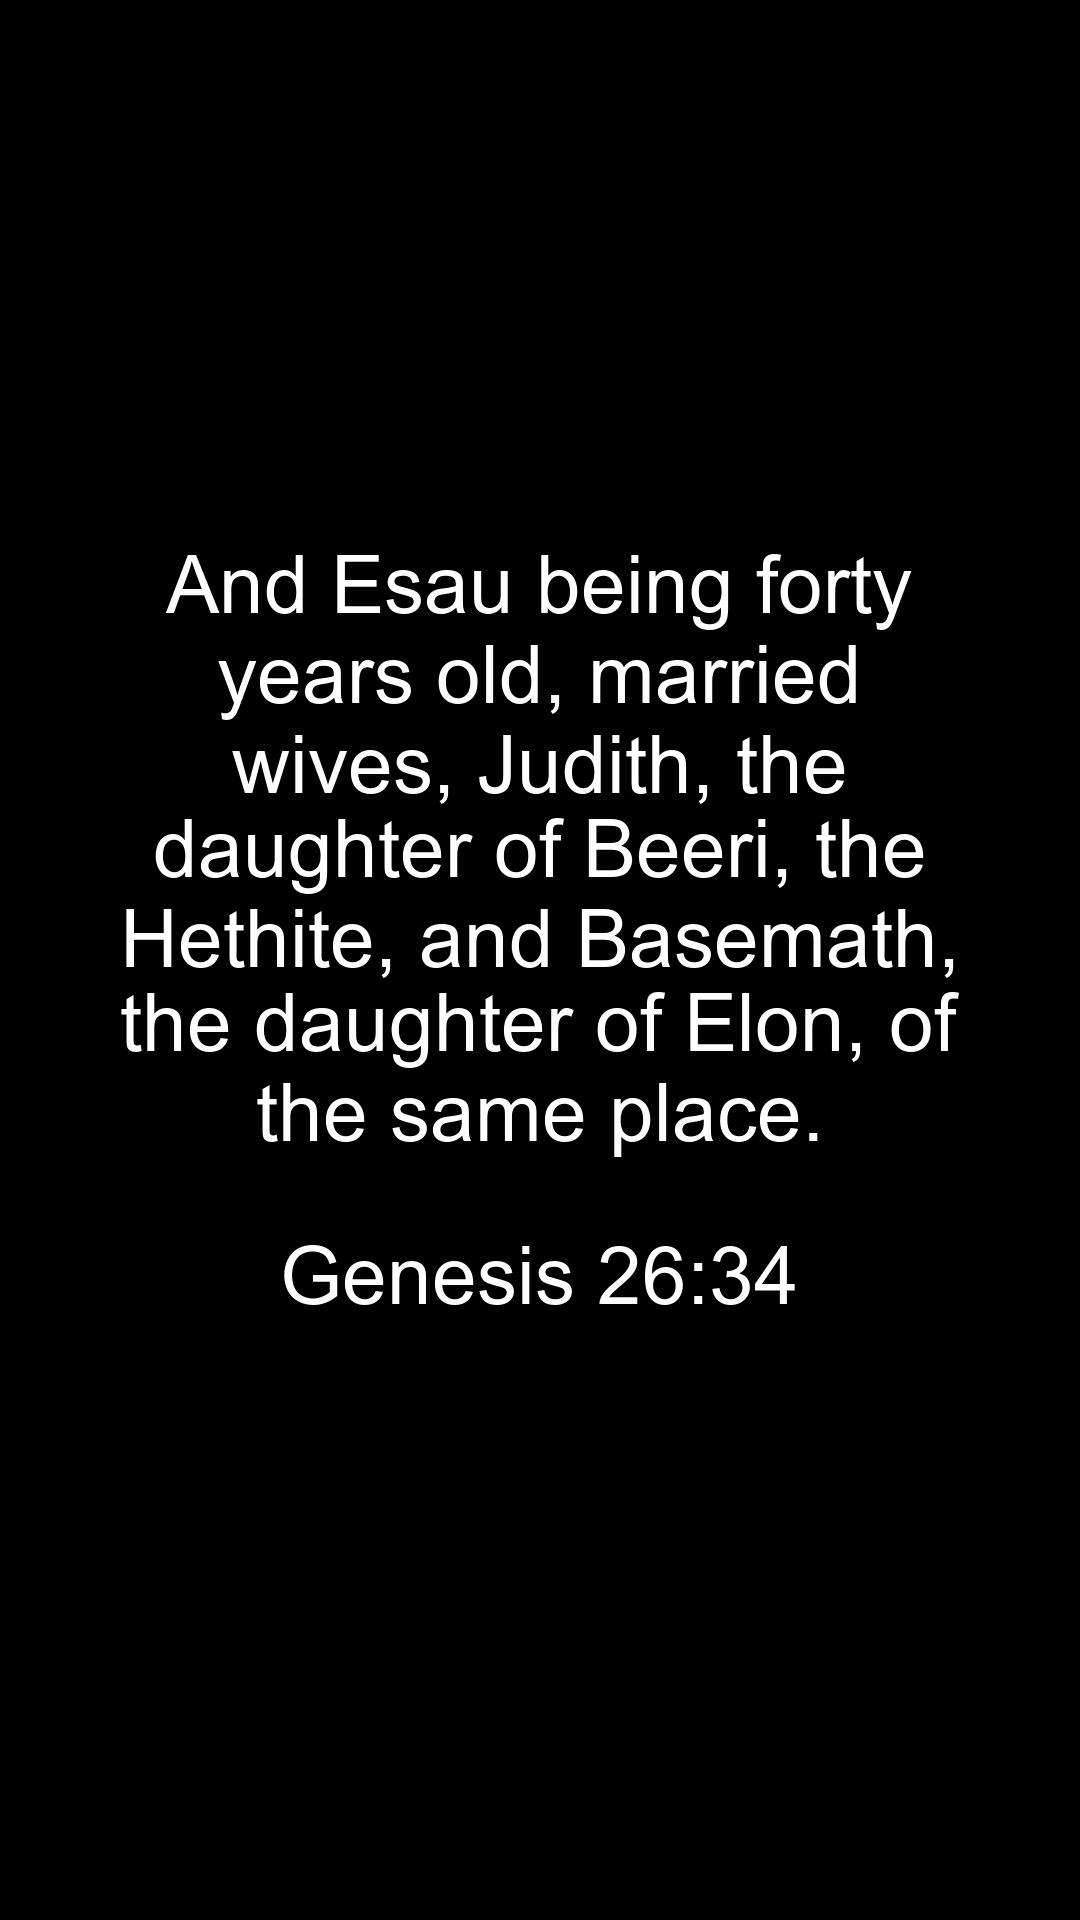 And Esau being forty
years old, married
wives, Judith, the
daughter of Beeri, the
Hethite, and Basemath,
the daughter of Elon, of
the same place.
Genesis 26:34